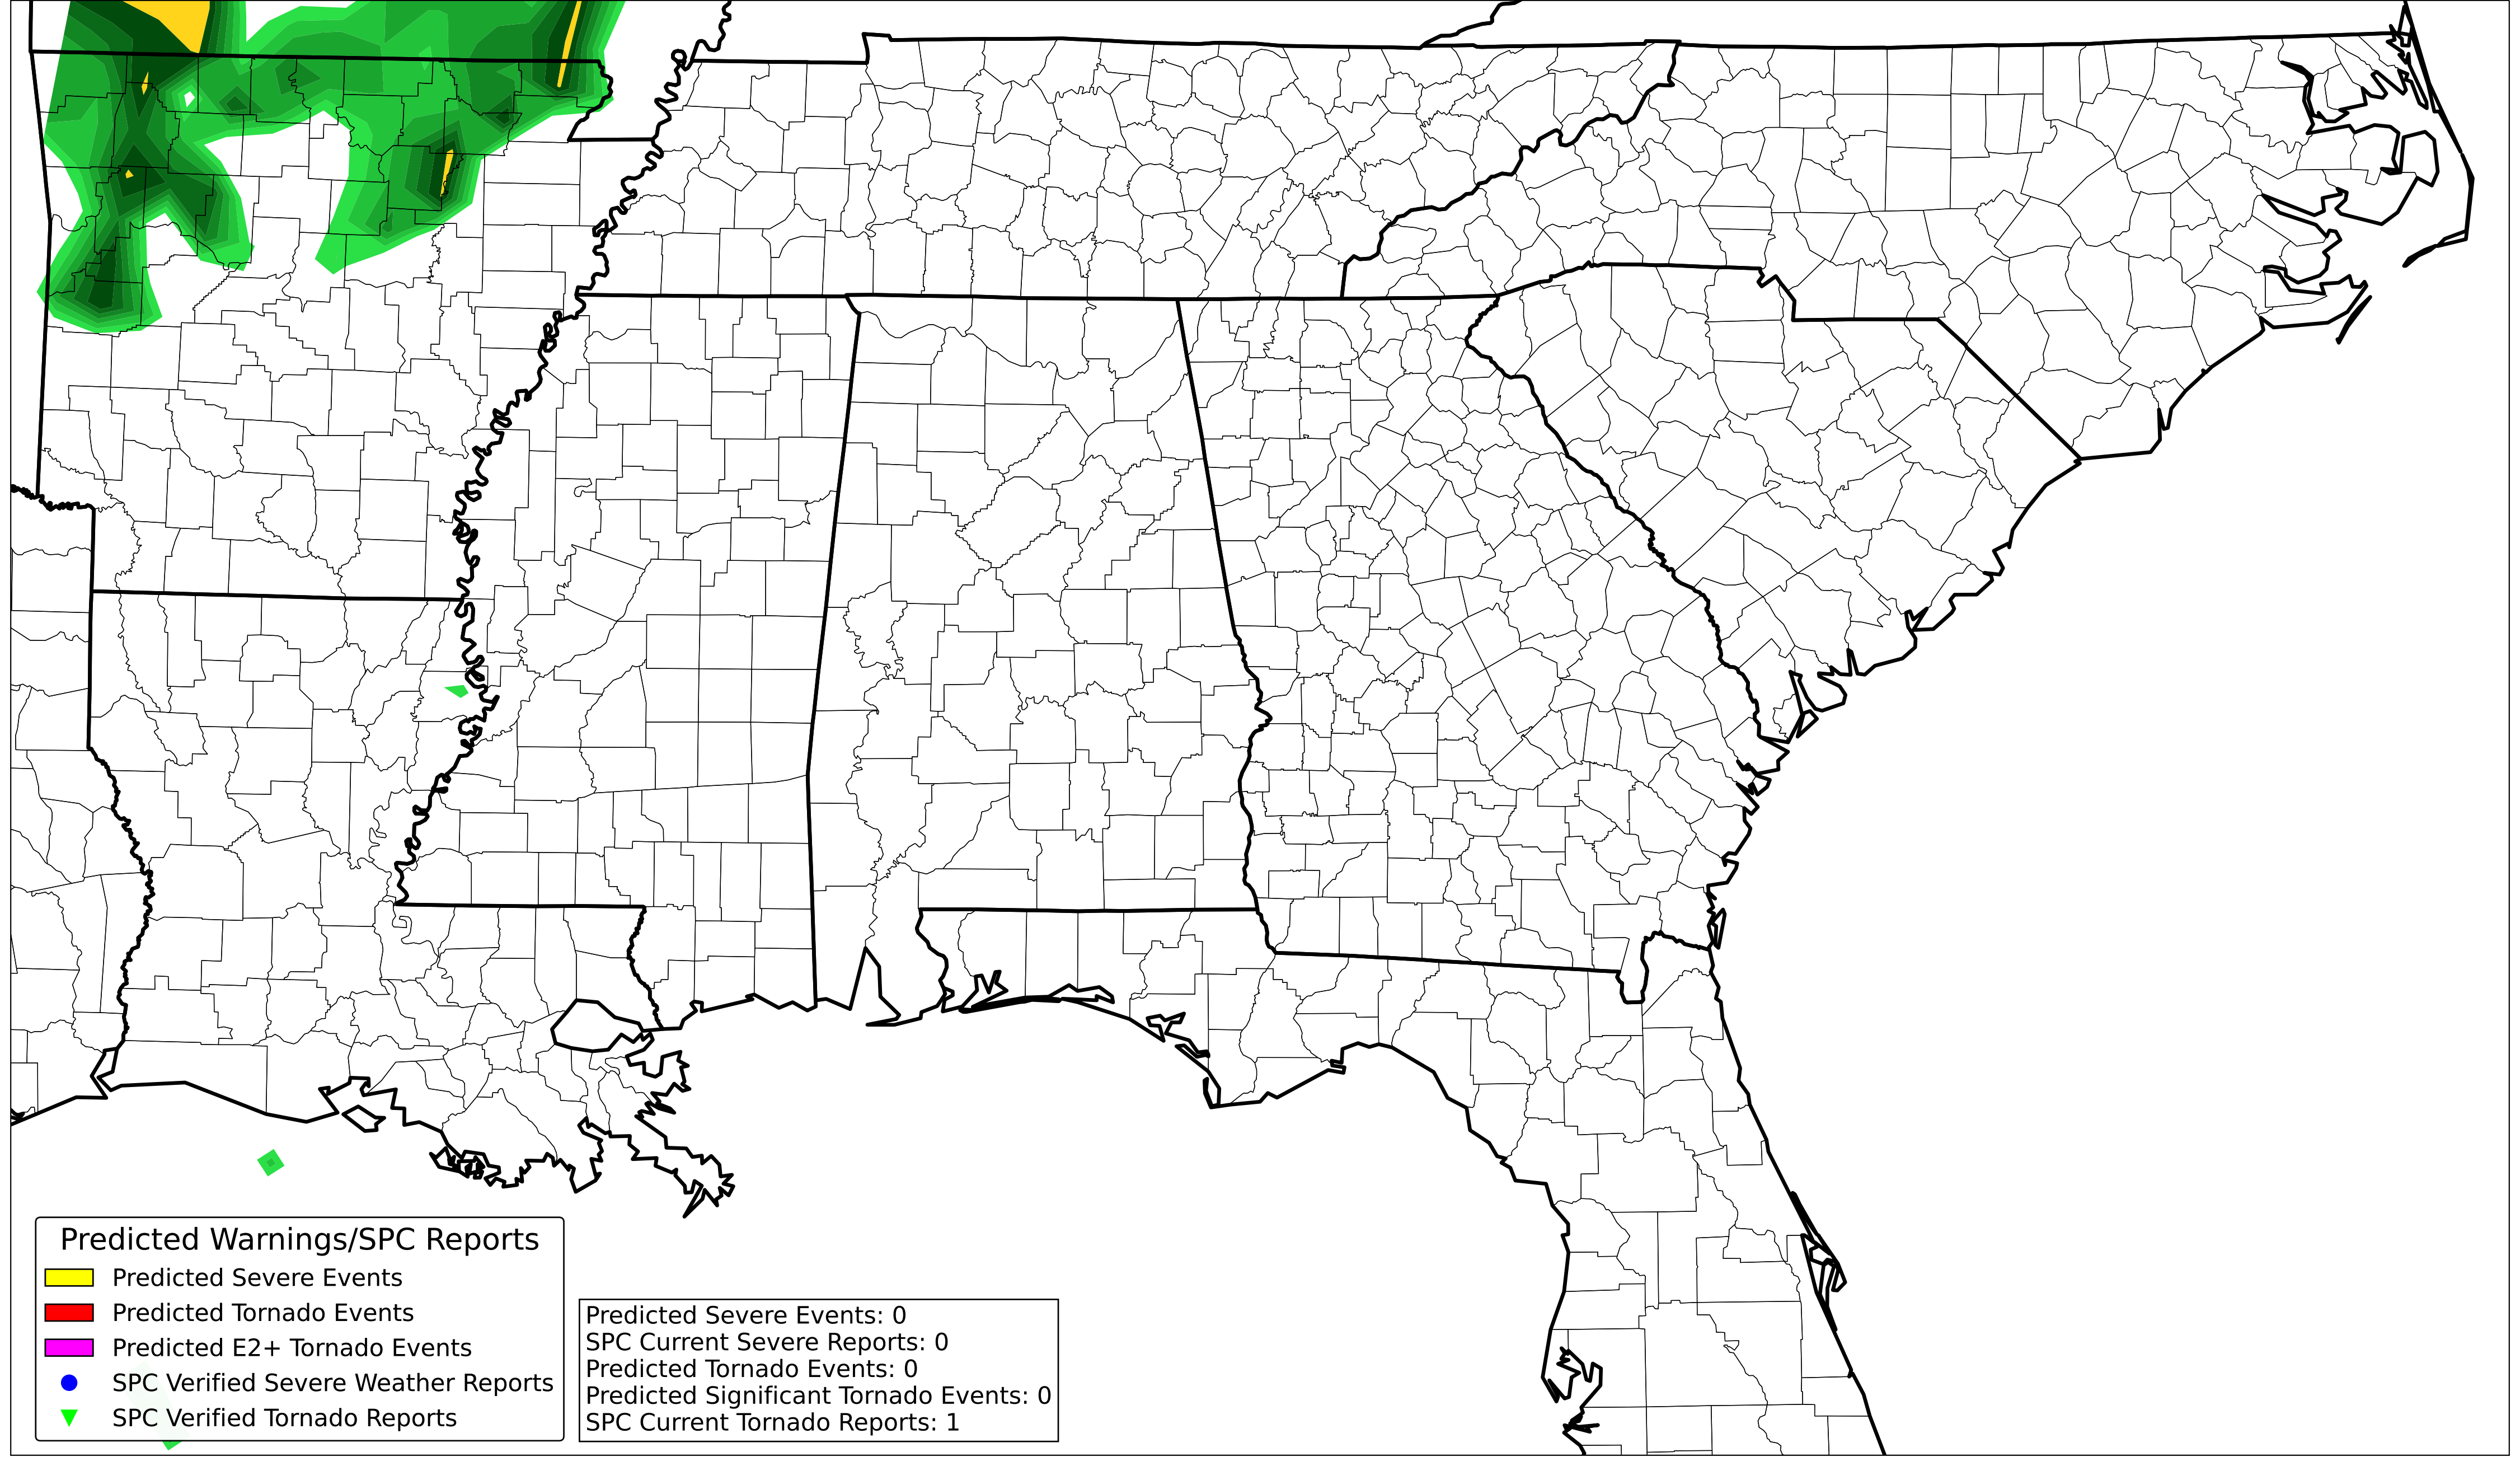 Predicted Warnings/SPC Reports
Predicted Severe Events
Predicted Tornado Events
Predicted E2+ Tornado Events
SPC Verified Severe Weather Reports
SPC Verified Tornado Reports
Predicted Severe Events: 0
SPC Current Severe Reports: 0
Predicted Tornado Events: 0
Predicted Significant Tornado Events: 0
SPC Current Tornado Reports: 1